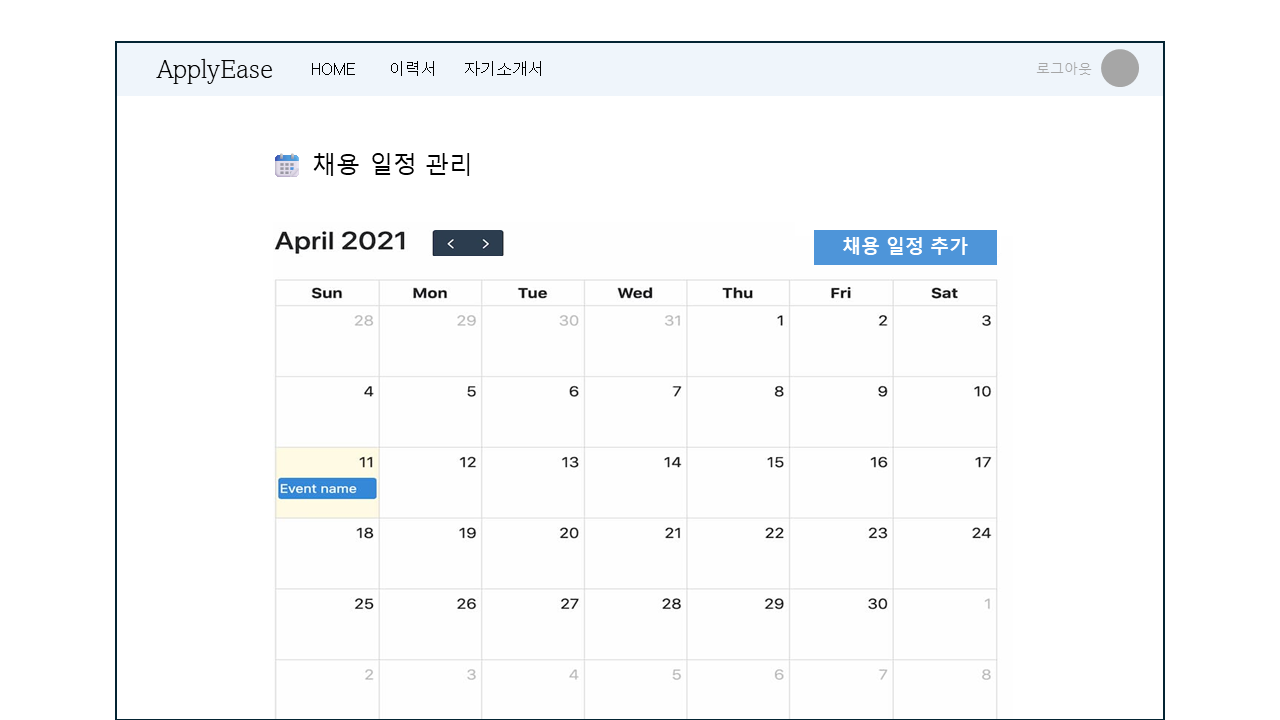 ApplyEase HOME 이력서 자기소개서 로그아웃
채용 일정 관리
April 2021 < > 채용 일정 추가
Sun Mon Tue Wed Thu Fri Sat
28 29 30 31 1 2 3
4 5 6 7 8 9 10
11 12 13 14 15 16 17
Event name
18 19 20 21 22 23 24
25 26 27 28 29 30 1
2 3 4 5 6 7 8